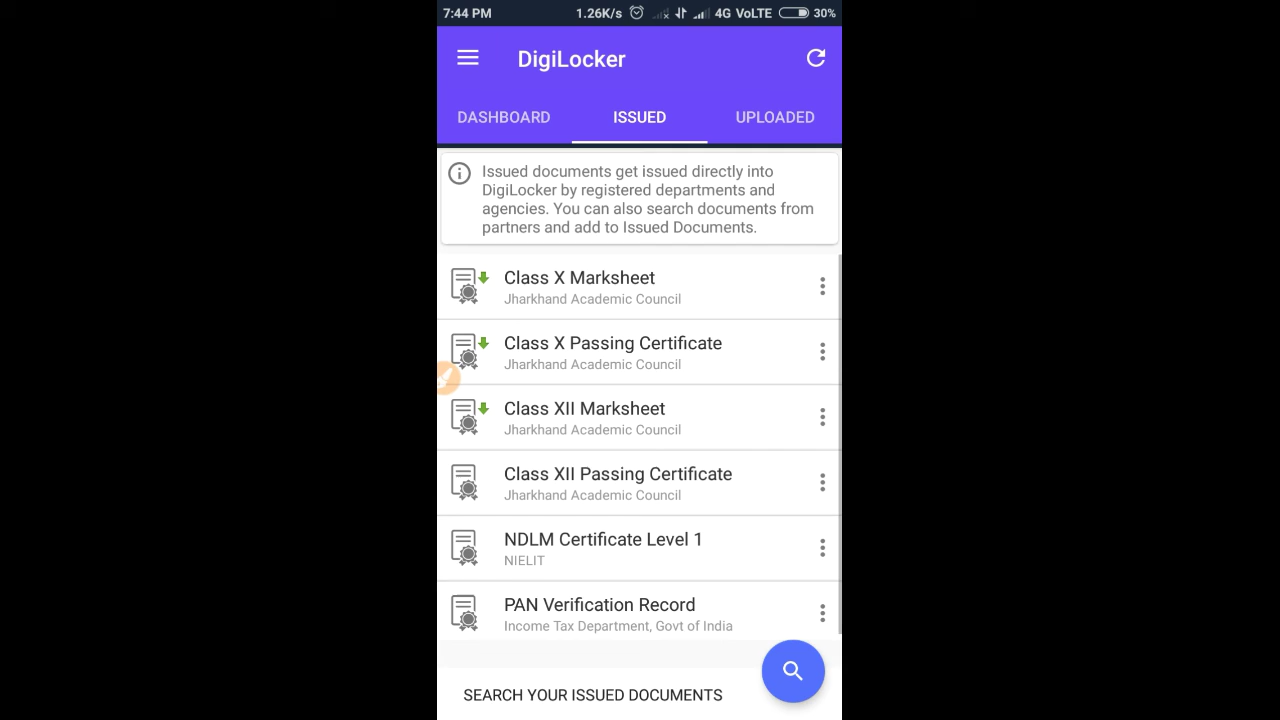 7:44 PM 1.26K/s 4G VoLTE 30%
DigiLocker
DASHBOARD ISSUED UPLOADED
Issued documents get issued directly into
DigiLocker by registered departments and
agencies. You can also search documents from
partners and add to Issued Documents.
Class X Marksheet
Jharkhand Academic Council
Class X Passing Certificate
Jharkhand Academic Council
Class XII Marksheet
Jharkhand Academic Council
Class XII Passing Certificate
Jharkhand Academic Council
NDLM Certificate Level 1
NIELIT
PAN Verification Record
Income Tax Department, Govt of India
SEARCH YOUR ISSUED DOCUMENTS